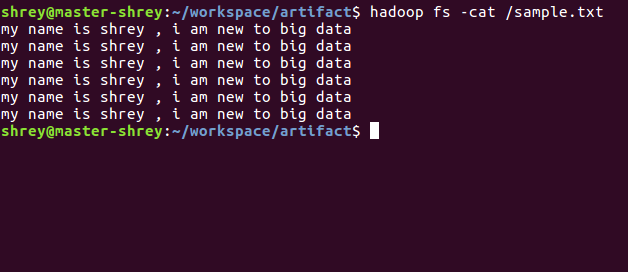 shrey@master-shrey:~/workspace/artifact$ hadoop fs -cat /sample.txt
my name is shrey , i am new to big data
my name is shrey , i am new to big data
my name is shrey , i am new to big data
my name is shrey , i am new to big data
my name is shrey , i am new to big data
my name is shrey , i am new to big data
shrey@master-shrey:~/workspace/artifact$